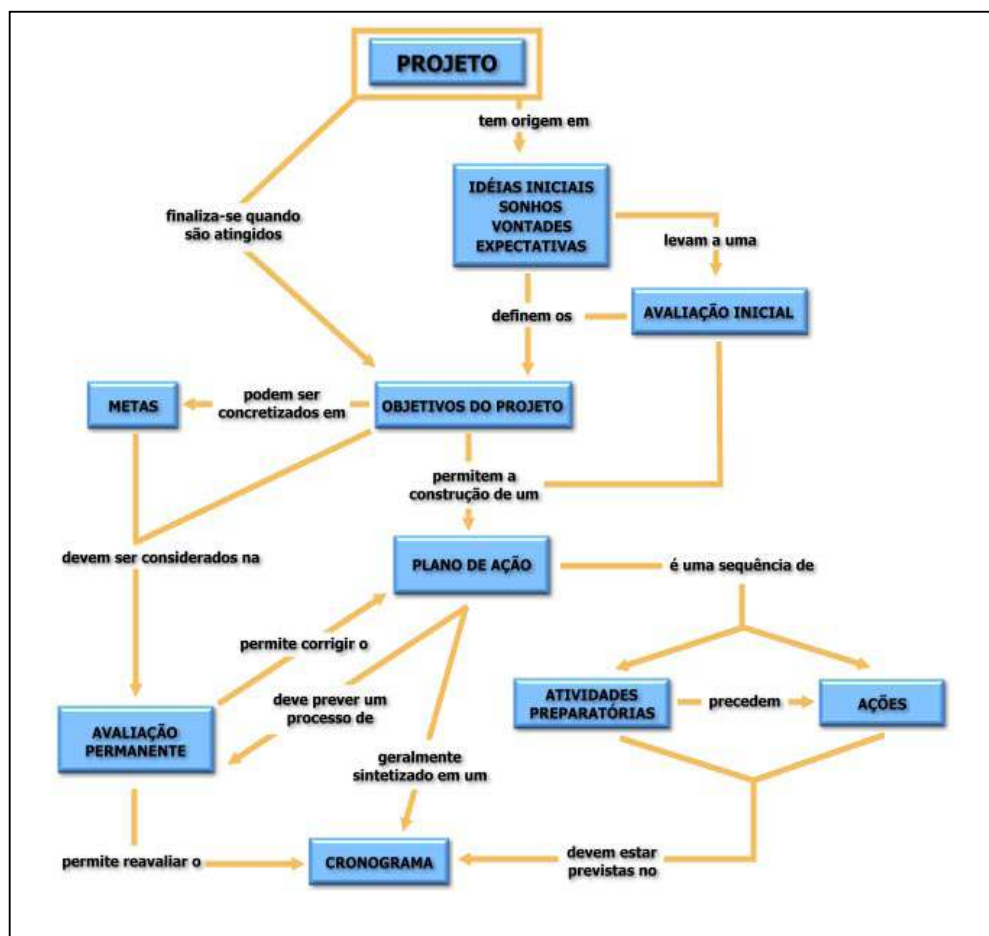 PROJETO
tem origem em
IDÉIAS INICIAIS
SONHOS
VONTADES
EXPECTATIVAS
finaliza-se quando
são atingidos
levam a uma
definem os
AVALIAÇÃO INICIAL
METAS
podem ser
concretizados em
OBJETIVOS DO PROJETO
permitem a
construção de um
devem ser considerados na
PLANO DE AÇÃO
é uma sequência de
permite corrigir o
deve prever um
processo de
ATIVIDADES
PREPARATÓRIAS
precedem
AÇÕES
AVALIAÇÃO
PERMANENTE
geralmente
sintetizado em um
permite reavaliar o
CRONOGRAMA
devem estar
previstas no